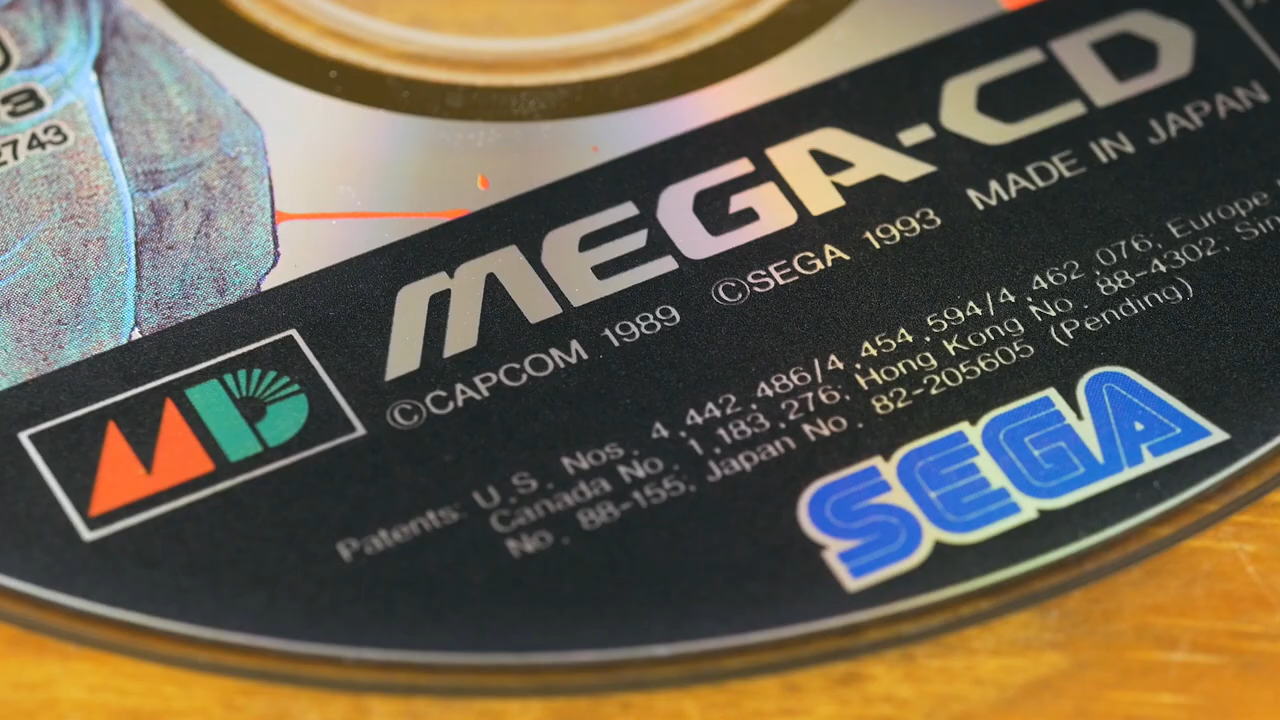 3
2743
MEGA-CD
©CAPCOM 1989 ©SEGA 1993 MADE IN JAPAN
MD
Patents: U.S. Nos. 4,442,486/4,454,594/4,462,076; Europe
Canada No. 1,183,276; Hong Kong No. 88-4302;
No. 88-155; Japan No. 82-205605 (Pending)
SEGA